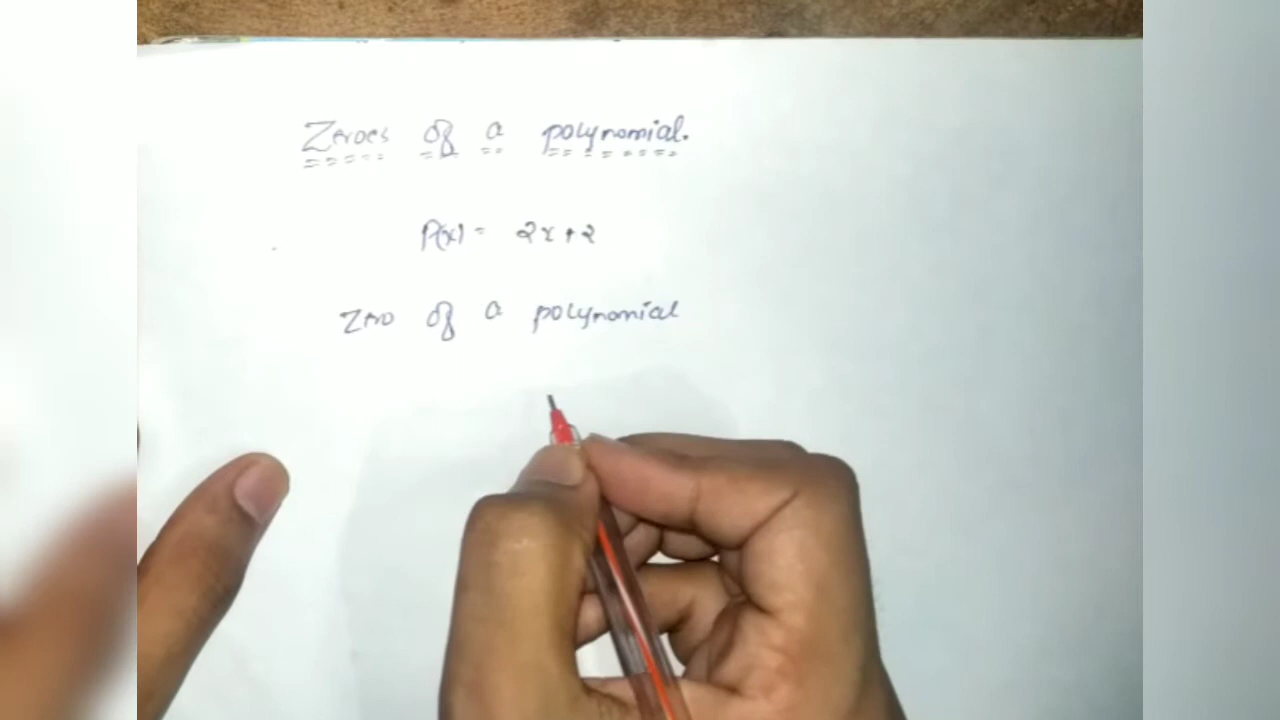 Zeroes of a polynomial.
P(x) = 2x+2
Zero of a polynomial